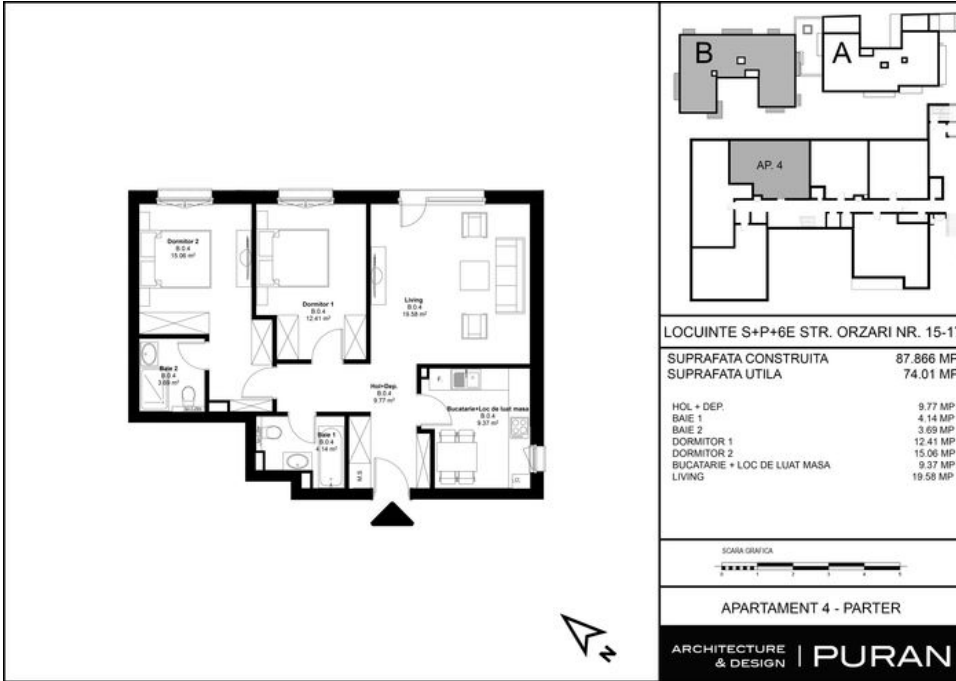 Dormitor 2
B.0.4
15.06 m²
Dormitor 1
B.0.4
12.41 m²
Living
B.0.4
19.58 m²
Baie 2
B.0.4
3.69 m²
Hol+Dep.
B.0.4
9.77 m²
F.
Bucatarie+Loc de luat masa
B.0.4
9.37 m²
Baie 1
B.0.4
4.14 m²
M.S.
N
B
A
AP. 4
LOCUINTE S+P+6E STR. ORZARI NR. 15-17
SUPRAFATA CONSTRUITA 87.866 MP
SUPRAFATA UTILA 74.01 MP
HOL + DEP. 9.77 MP
BAIE 1 4.14 MP
BAIE 2 3.69 MP
DORMITOR 1 12.41 MP
DORMITOR 2 15.06 MP
BUCATARIE + LOC DE LUAT MASA 9.37 MP
LIVING 19.58 MP
SCARA GRAFICA
0 1 2 3 4 5
APARTAMENT 4 - PARTER
ARCHITECTURE
& DESIGN | PURAN